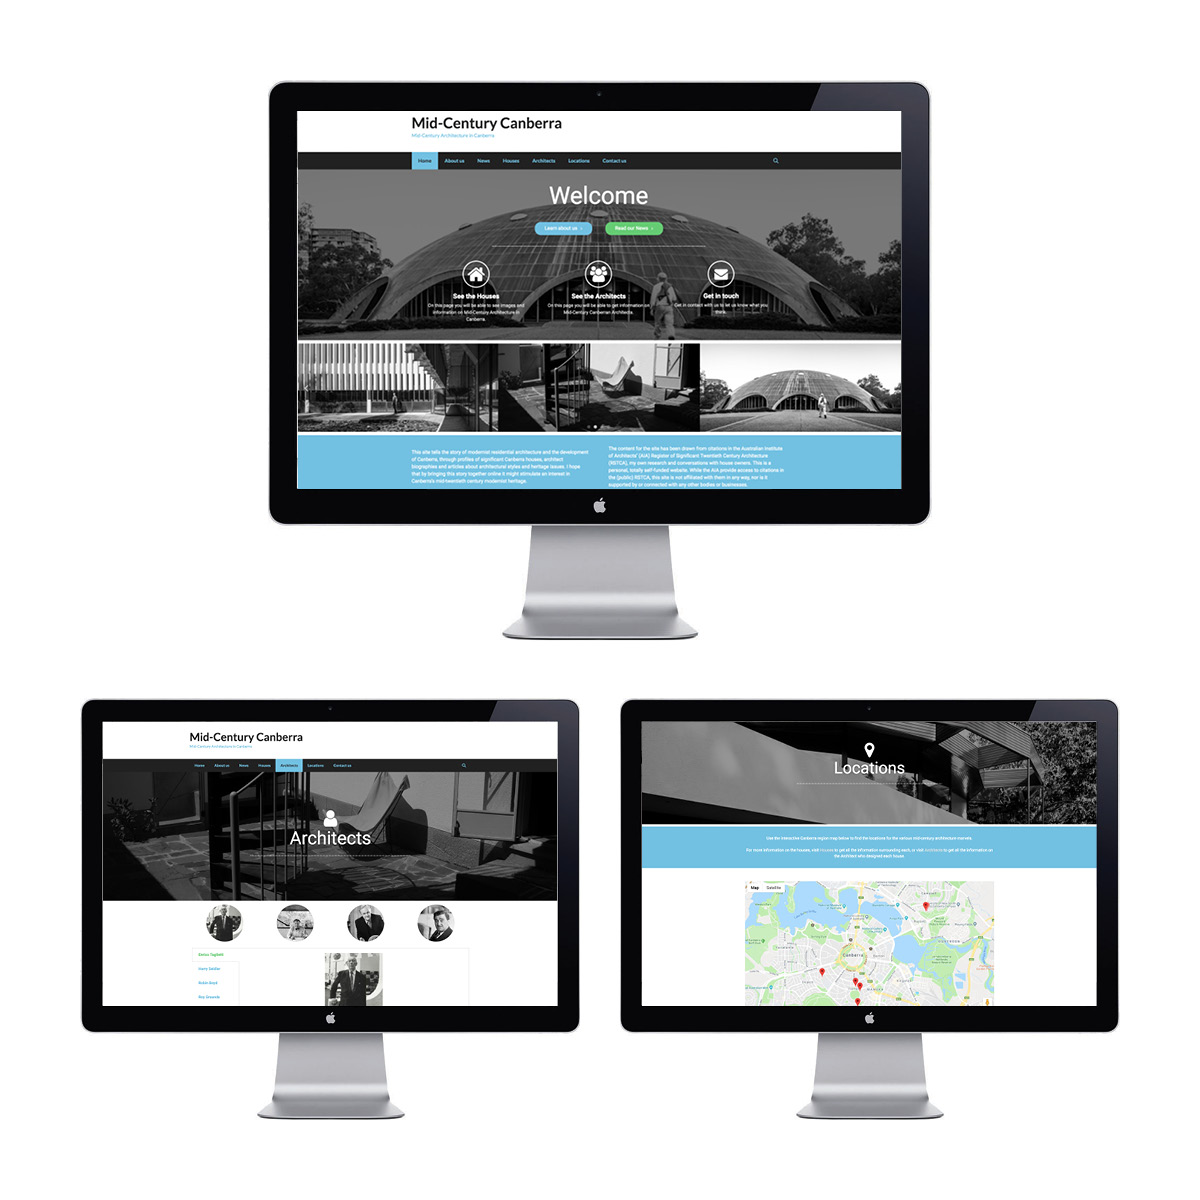 Mid-Century Canberra
Mid-Century Architecture in Canberra
Home About us News Houses Architects Locations Contact us
Welcome
Learn about us ›
Read our News ›
See the Houses
On this page you will be able to see images and
information on Mid-Century Architecture in
Canberra.
See the Architects
On this page you will be able to get information on
Mid-Century Canberran Architects.
Get in touch
Get in contact with us to let us know what you
think.
This site tells the story of modernist residential architecture and the development
of Canberra, through profiles of significant Canberra houses, architect
biographies and articles about architectural styles and heritage issues. I hope
that by bringing this story together online it might stimulate an interest in
Canberra's mid-twentieth century modernist heritage.
The content for the site has been drawn from citations in the Australian Institute
of Architects' (AIA) Register of Significant Twentieth Century Architecture
(RSTCA), my own research and conversations with house owners. This is a
personal, totally self-funded website. While the AIA provide access to citations in
the (public) RSTCA, this site is not affiliated with them in any way, nor is it
supported by or connected with any other bodies or businesses.
Mid-Century Canberra
Mid-Century Architecture in Canberra
Home About us News Houses Architects Locations Contact us
Architects
Enrico Taglietti
Harry Seidler
Robin Boyd
Roy Grounds
Locations
Use the interactive Canberra region map below to find the locations for the various mid-century architecture markers.
For more information on the houses, visit Houses to get all the information surrounding each, or visit Architects to get all the information on
the Architect who designed each house.
Map Satellite
Canberra